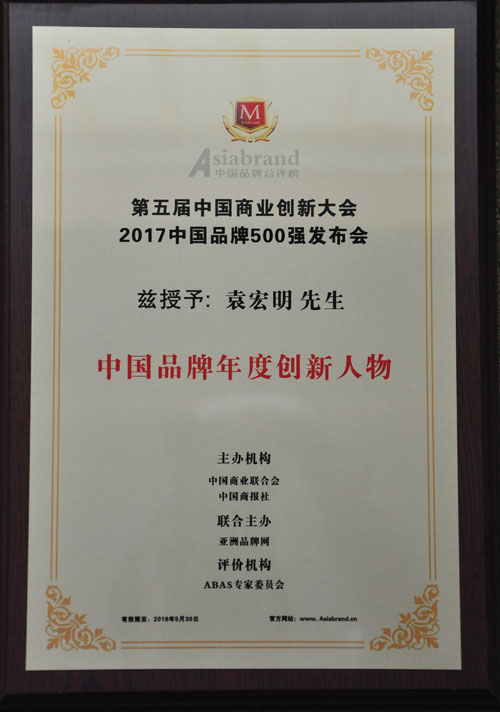 M
Asiabrand
中国品牌总评榜
第五届中国商业创新大会
2017中国品牌500强发布会
兹授予：袁宏明 先生
中国品牌年度创新人物
主办机构
中国商业联合会
中国商报社
联合主办
亚洲品牌网
评价机构
ABAS专家委员会
有效期至：2018年9月30日 官方网站：www. Asiabrand.cn